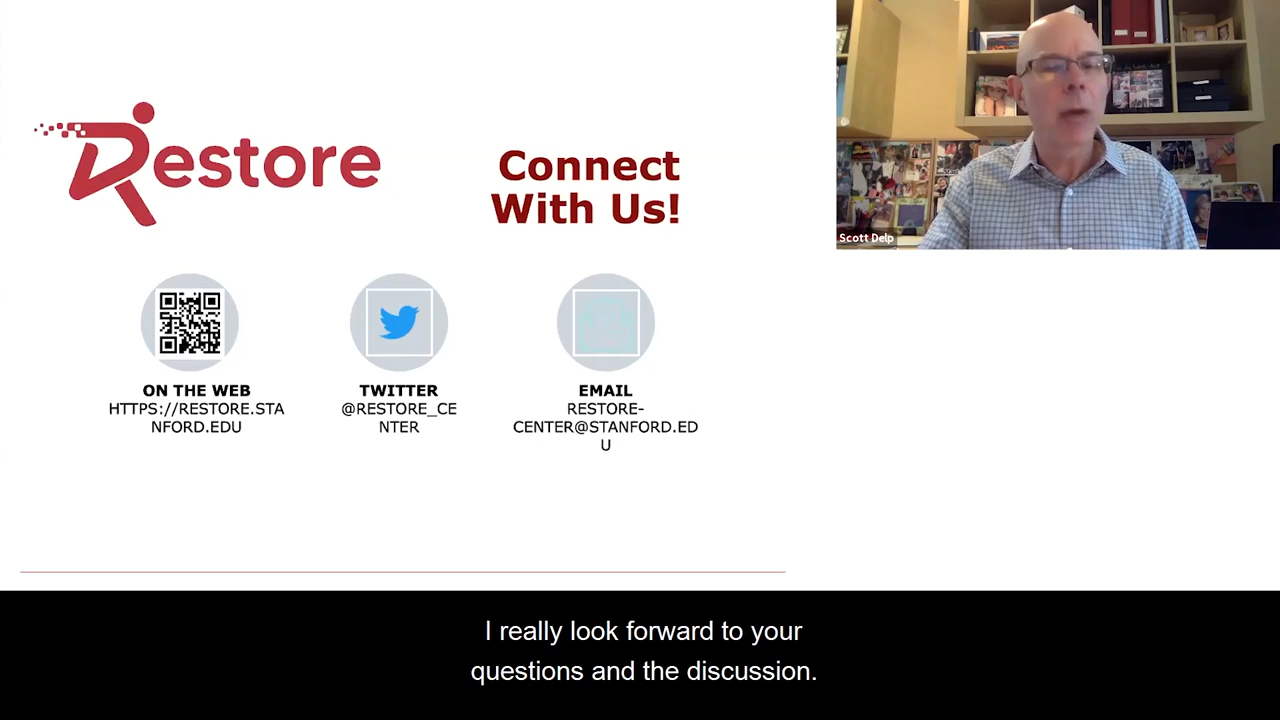 Restore
Connect
With Us!
Scott Delp
ON THE WEB
HTTPS://RESTORE.STA
NFORD.EDU
TWITTER
@RESTORE_CE
NTER
EMAIL
RESTORE-
CENTER@STANFORD.ED
U
I really look forward to your
questions and the discussion.